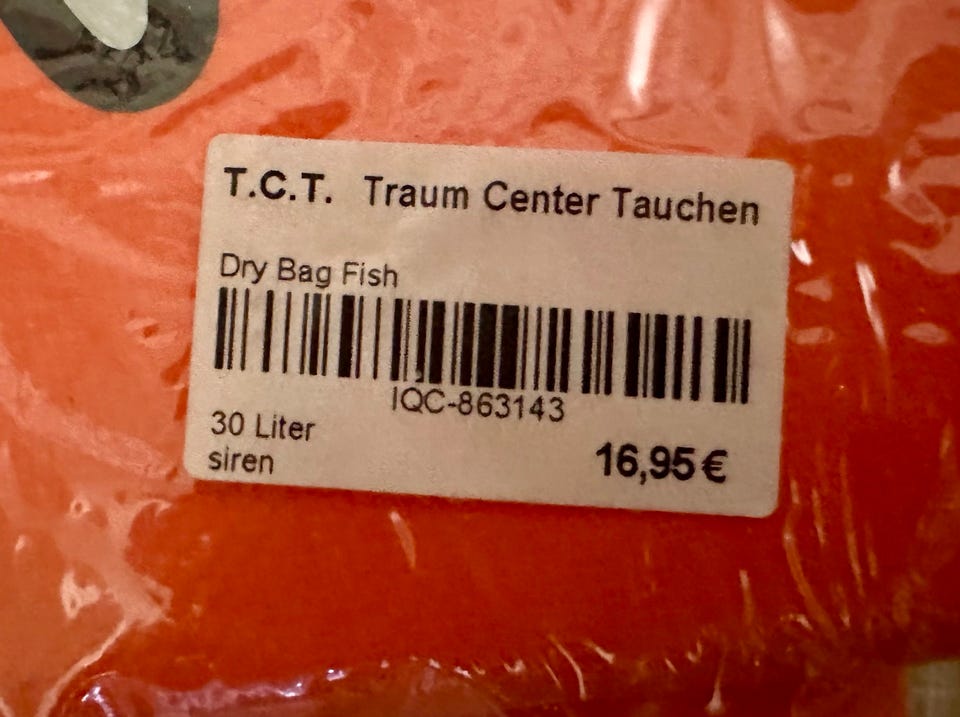 T.C.T. Traum Center Tauchen
Dry Bag Fish
IQC-863143
30 Liter
siren
16,95€